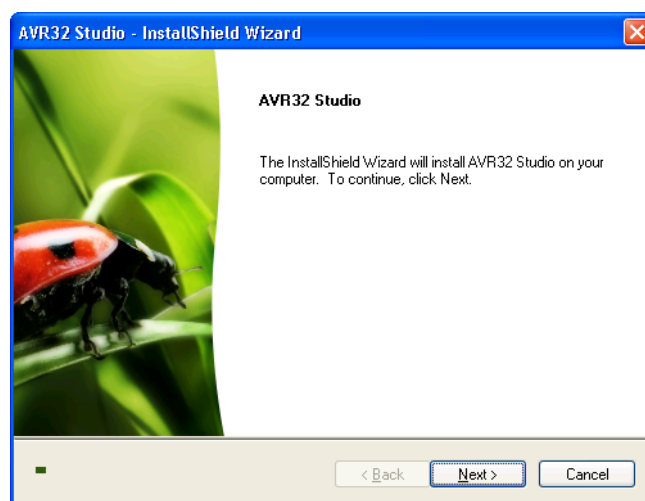 AVR32 Studio - InstallShield Wizard
AVR32 Studio
The InstallShield Wizard will install AVR32 Studio on your
computer. To continue, click Next.
< Back
Next >
Cancel